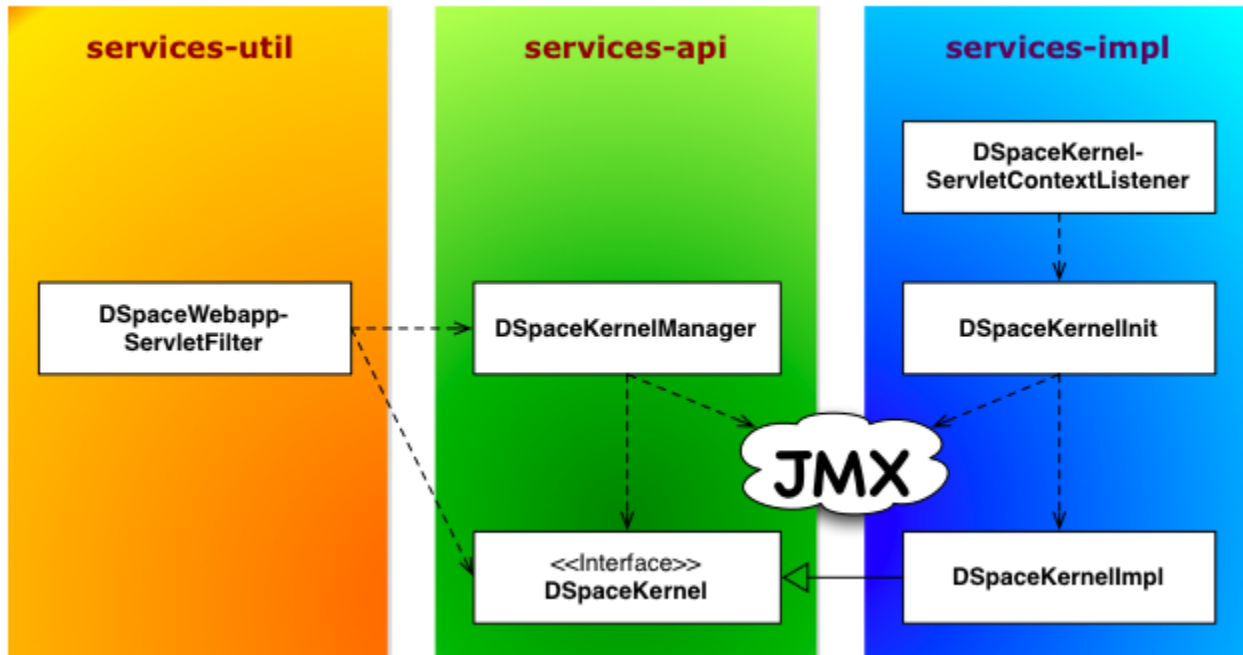 services-util
services-api
services-impl
DSpaceKernel-
ServletContextListener
DSpaceWebapp-
ServletFilter
DSpaceKernelManager
DSpaceKernelInit
JMX
<<Interface>>
DSpaceKernel
DSpaceKernelImpl